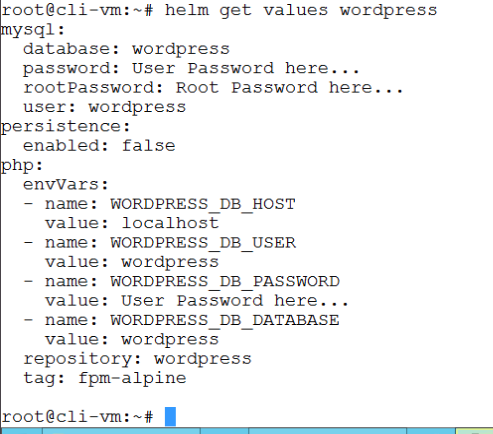 root@cli-vm:~# helm get values wordpress
mysql:
  database: wordpress
  password: User Password here...
  rootPassword: Root Password here...
  user: wordpress
persistence:
  enabled: false
php:
  envVars:
  - name: WORDPRESS_DB_HOST
    value: localhost
  - name: WORDPRESS_DB_USER
    value: wordpress
  - name: WORDPRESS_DB_PASSWORD
    value: User Password here...
  - name: WORDPRESS_DB_DATABASE
    value: wordpress
  repository: wordpress
  tag: fpm-alpine

root@cli-vm:~#